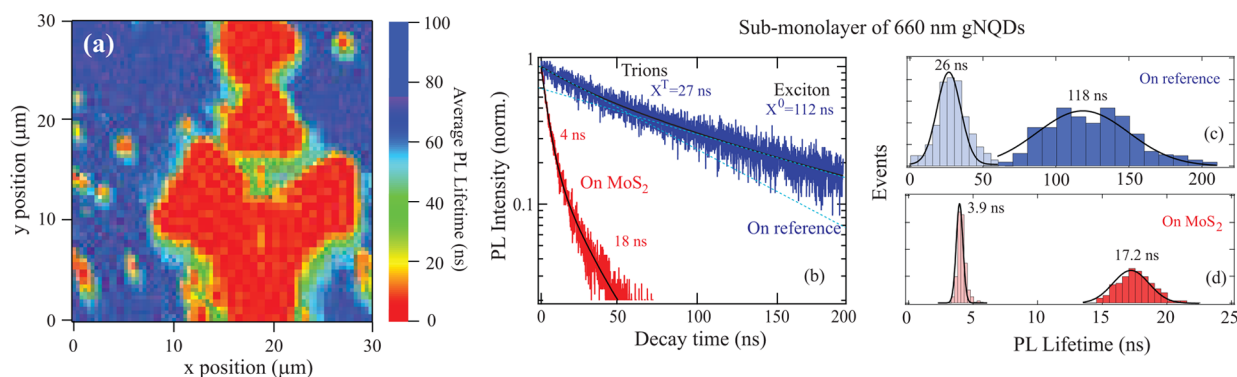 Sub-monolayer of 660 nm gNQDs
(a)
30
20
10
0
y position (μm)
0
10
20
30
x position (μm)
100
80
60
40
20
0
Average PL Lifetime (ns)
1
0.1
PL Intensity (norm.)
Trions
X^T=27 ns
Exciton
X^0=112 ns
4 ns
On MoS₂
18 ns
On reference
(b)
0
50
100
150
200
Decay time (ns)
Events
26 ns
On reference
118 ns
(c)
0
50
100
150
200
3.9 ns
On MoS₂
17.2 ns
(d)
0
5
10
15
20
25
PL Lifetime (ns)